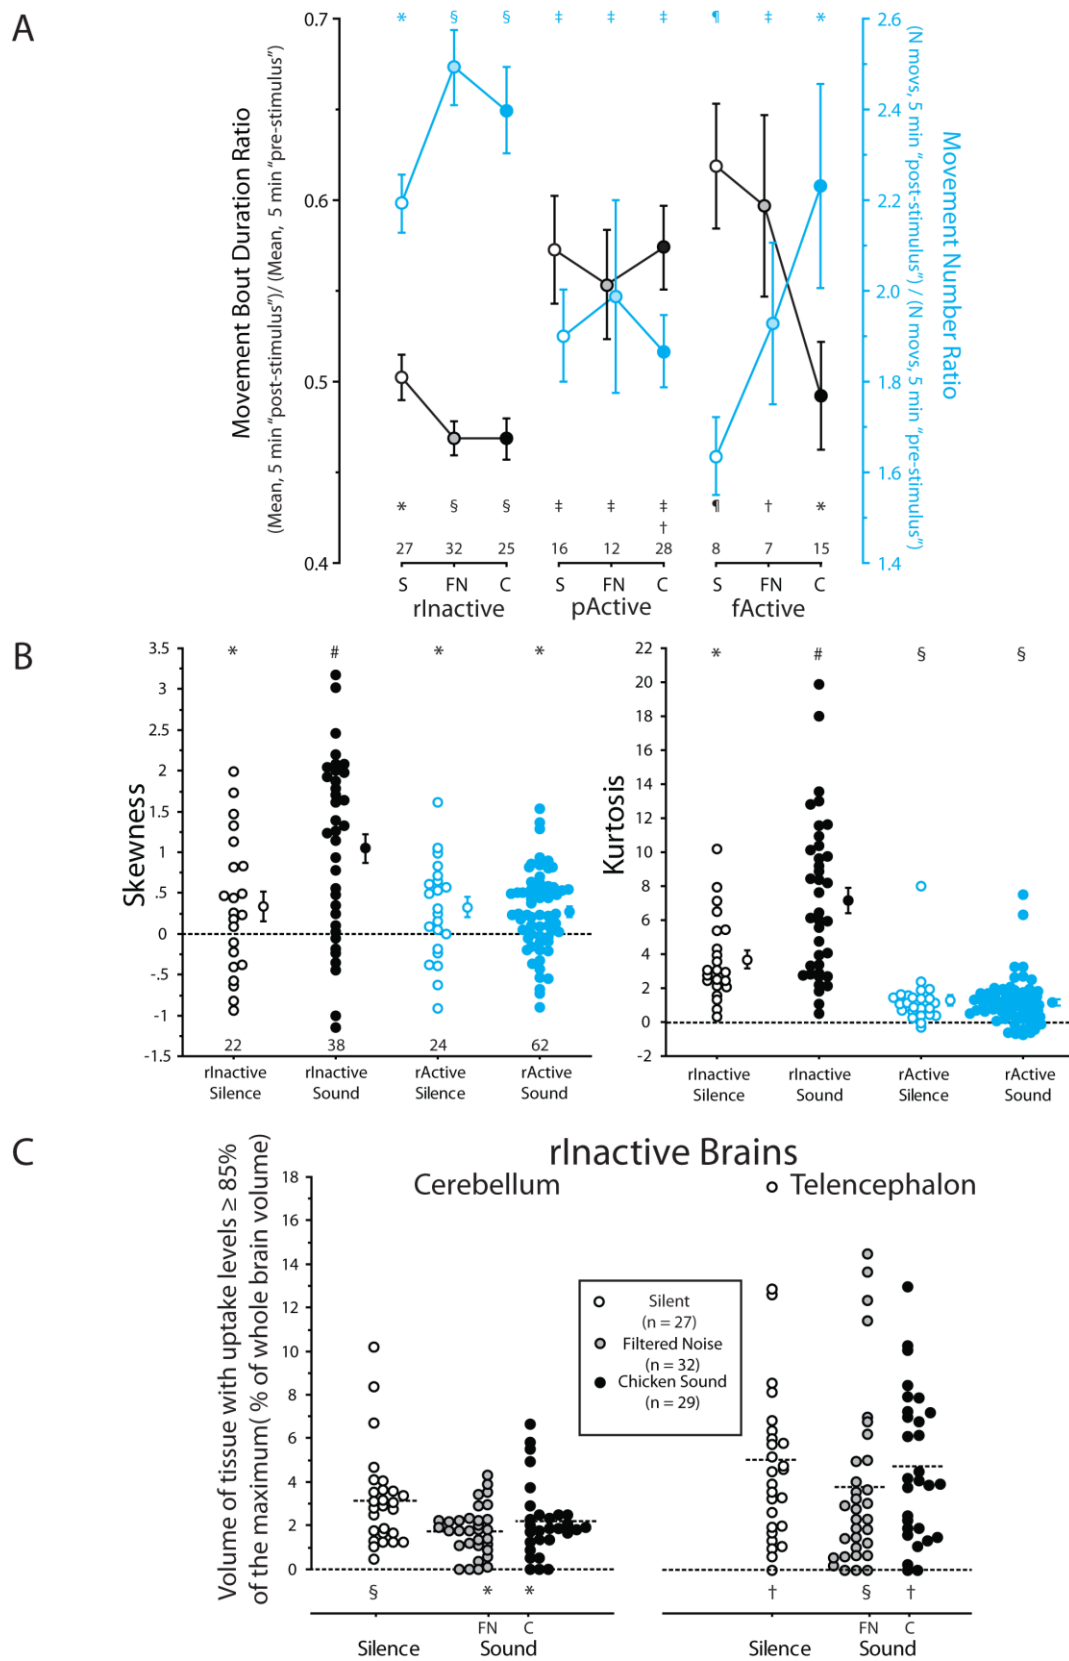 A
0.7
0.6
0.5
0.4
Movement Bout Duration Ratio
(Mean, 5 min “post-stimulus”)/ (Mean, 5 min “pre-stimulus”)
* § § ‡ ‡ ‡ ¶ ‡ *
* § § ‡ ‡ ‡ ¶ † *
†
27 32 25 16 12 28 8 7 15
S FN C S FN C S FN C
rInactive pActive fActive
2.6
2.4
2.2
2.0
1.8
1.6
1.4
Movement Number Ratio
(N movs, 5 min “post-stimulus”) / (N movs, 5 min “pre-stimulus”)
B
Skewness
3.5
3
2.5
2
1.5
1
.5
0
-.5
-1
-1.5
* # * *
22 38 24 62
rInactive rInactive rActive rActive
Silence Sound Silence Sound
Kurtosis
22
20
18
16
14
12
10
8
6
4
2
0
-2
* # § §
rInactive rInactive rActive rActive
Silence Sound Silence Sound
C
rInactive Brains
Cerebellum Telencephalon
Volume of tissue with uptake levels ≥ 85%
of the maximum( % of whole brain volume)
18
16
14
12
10
8
6
4
2
0
Silent
(n = 27)
Filtered Noise
(n = 32)
Chicken Sound
(n = 29)
§ * * † § †
FN C FN C
Silence Sound Silence Sound